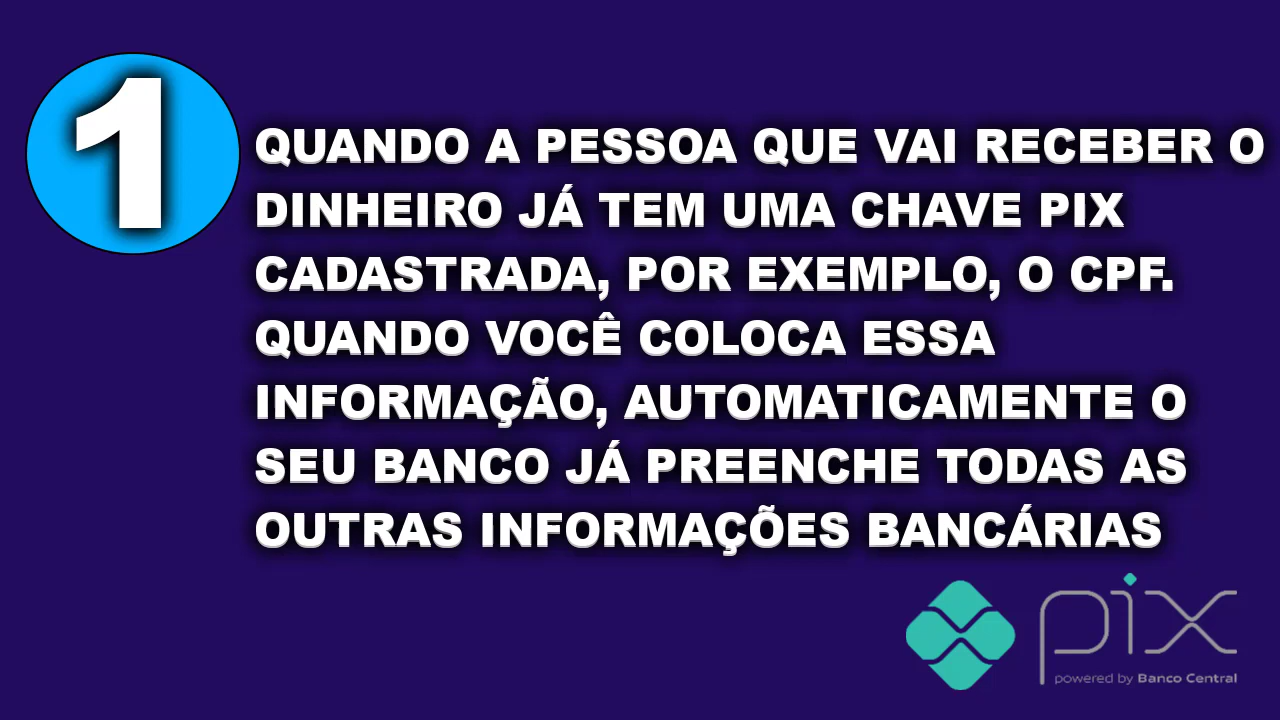 1
QUANDO A PESSOA QUE VAI RECEBER O
DINHEIRO JÁ TEM UMA CHAVE PIX
CADASTRADA, POR EXEMPLO, O CPF.
QUANDO VOCÊ COLOCA ESSA
INFORMAÇÃO, AUTOMATICAMENTE O
SEU BANCO JÁ PREENCHE TODAS AS
OUTRAS INFORMAÇÕES BANCÁRIAS
pix
powered by Banco Central